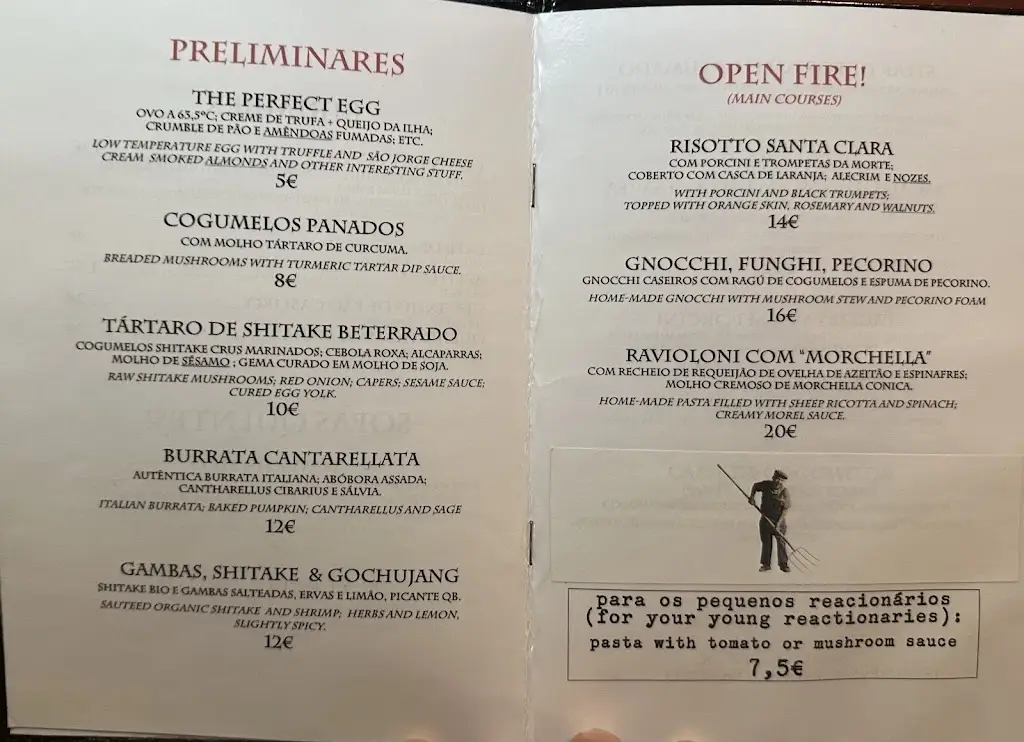 PRELIMINARES
THE PERFECT EGG
OVO A 63,5ºC; CREME DE TRUFA + QUEIJO DA ILHA;
CRUMBLE DE PÃO E AMÊNDOAS FUMADAS; ETC.
LOW TEMPERATURE EGG WITH TRUFFLE AND SÃO JORGE CHEESE
CREAM SMOKED ALMONDS AND OTHER INTERESTING STUFF.
5€
COGUMELOS PANADOS
COM MOLHO TÁRTARO DE CURCUMA.
BREADED MUSHROOMS WITH TURMERIC TARTAR DIP SAUCE.
8€
TÁRTARO DE SHITAKE BETERRADO
COGUMELOS SHITAKE CRUS MARINADOS; CEBOLA ROXA; ALCAPARRAS;
MOLHO DE SÉSAMO ; GEMA CURADO EM MOLHO DE SOJA.
RAW SHITAKE MUSHROOMS; RED ONION; CAPERS; SESAME SAUCE;
CURED EGG YOLK.
10€
BURRATA CANTARELLATA
AUTÊNTICA BURRATA ITALIANA; ABÓBORA ASSADA;
CANTHARELLUS CIBARIUS E SÁLVIA.
ITALIAN BURRATA; BAKED PUMPKIN; CANTHARELLUS AND SAGE
12€
GAMBAS, SHITAKE & GOCHUJANG
SHITAKE BIO E GAMBAS SALTEADAS, ERVAS E LIMÃO, PICANTE QB.
SAUTEED ORGANIC SHITAKE AND SHRIMP; HERBS AND LEMON,
SLIGHTLY SPICY.
12€
OPEN FIRE!
(MAIN COURSES)
RISOTTO SANTA CLARA
COM PORCINI E TROMPETAS DA MORTE;
COBERTO COM CASCA DE LARANJA; ALECRIM E NOZES.
WITH PORCINI AND BLACK TRUMPETS;
TOPPED WITH ORANGE SKIN, ROSEMARY AND WALNUTS.
14€
GNOCCHI, FUNGHI, PECORINO
GNOCCHI CASEIROS COM RAGÚ DE COGUMELOS E ESPUMA DE PECORINO.
HOME-MADE GNOCCHI WITH MUSHROOM STEW AND PECORINO FOAM
16€
RAVIOLONI COM "MORCHELLA"
COM RECHEIO DE REQUEIJÃO DE OVELHA DE AZEITÃO E ESPINAFRES;
MOLHO CREMOSO DE MORCHELLA CONICA.
HOME-MADE PASTA FILLED WITH SHEEP RICOTTA AND SPINACH;
CREAMY MOREL SAUCE.
20€
para os pequenos reacionários
(for your young reactionaries):
pasta with tomato or mushroom sauce
7,5€